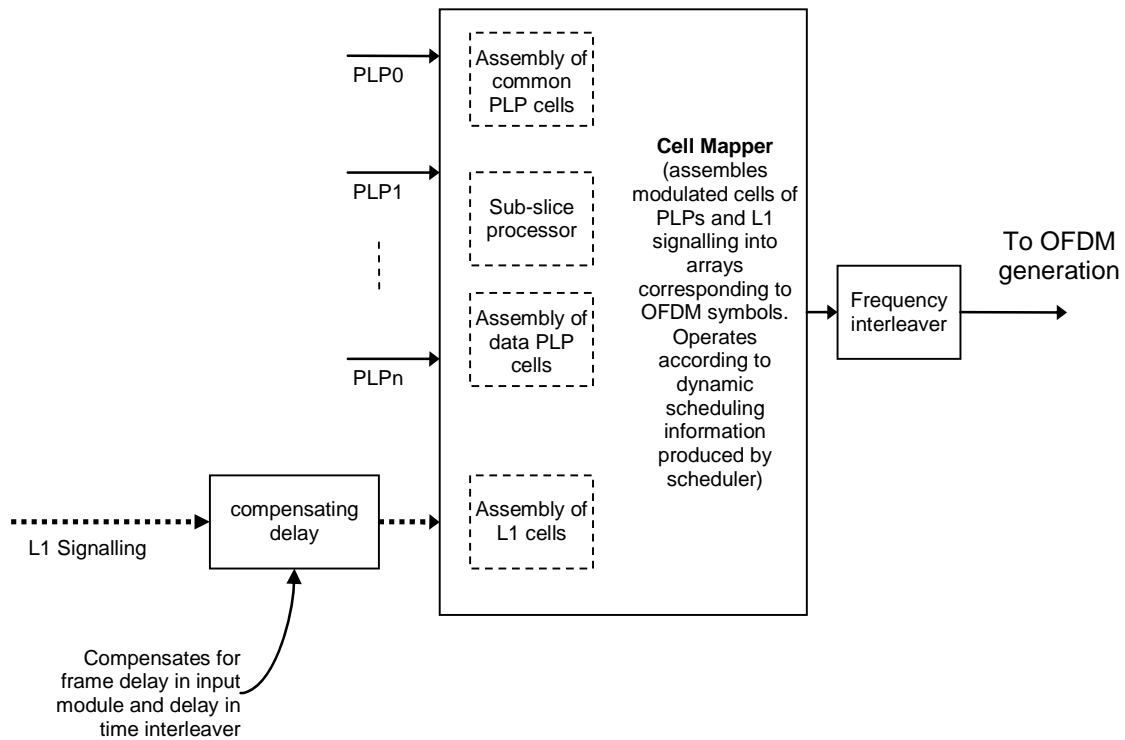 PLP0
Assembly of
common
PLP cells
PLP1
Sub-slice
processor
Assembly of
data PLP
cells
PLPn
Cell Mapper
(assembles
modulated cells of
PLPs and L1
signalling into
arrays
corresponding to
OFDM symbols.
Operates
according to
dynamic
scheduling
information
produced by
scheduler)
To OFDM
generation
Frequency
interleaver
compensating
delay
Assembly of
L1 cells
L1 Signalling
Compensates for
frame delay in input
module and delay in
time interleaver